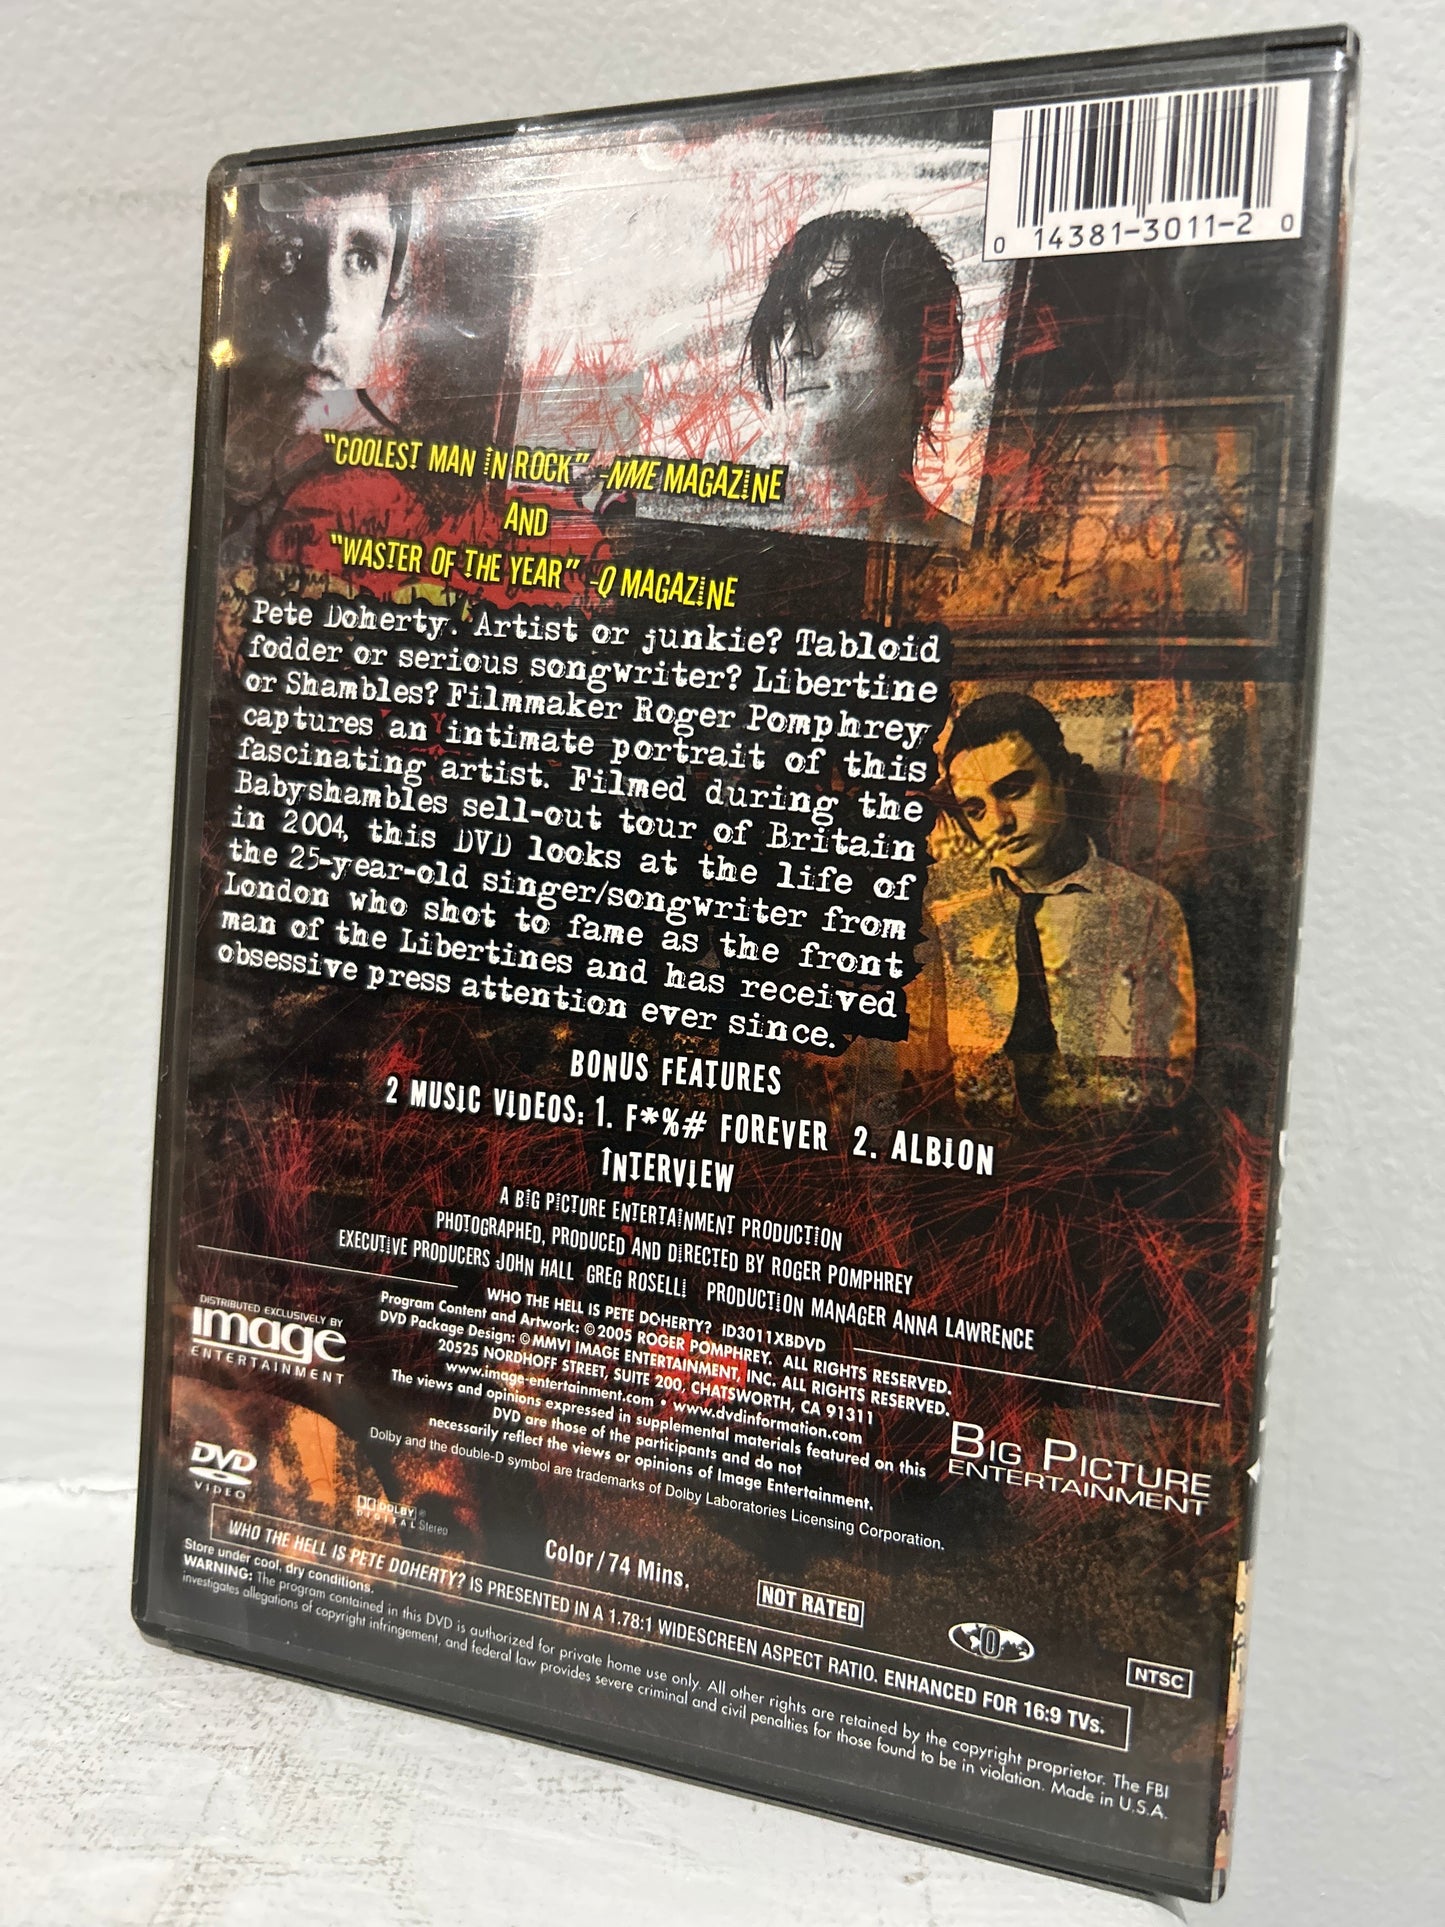 0 14381-3011-2 0
"COOLEST MAN IN ROCK" -NME MAGAZINE
AND
"WASTER OF THE YEAR" -Q MAGAZINE
Pete Doherty. Artist or junkie? Tabloid
fodder or serious songwriter? Libertine
or Shambles? Filmmaker Roger Pomphrey
captures an intimate portrait of this
fascinating artist. Filmed during the
Babyshambles sell-out tour of Britain
in 2004, this DVD looks at the life of
the 25-year-old singer/songwriter from
London who shot to fame as the front
man of the Libertines and has received
obsessive press attention ever since.
BONUS FEATURES
2 MUSIC VIDEOS: 1. F*%# FOREVER 2. ALBION
INTERVIEW
A BIG PICTURE ENTERTAINMENT PRODUCTION
PHOTOGRAPHED, PRODUCED AND DIRECTED BY ROGER POMPHREY
EXECUTIVE PRODUCERS JOHN HALL GREG ROSELLI PRODUCTION MANAGER ANNA LAWRENCE
DISTRIBUTED EXCLUSIVELY BY
image
ENTERTAINMENT
WHO THE HELL IS PETE DOHERTY? ID3011XBDVD
Program Content and Artwork: © 2005 ROGER POMPHREY. ALL RIGHTS RESERVED.
DVD Package Design: © MMVI IMAGE ENTERTAINMENT, INC. ALL RIGHTS RESERVED.
20525 NORDHOFF STREET, SUITE 200, CHATSWORTH, CA 91311
www.image-entertainment.com • www.dvdinformation.com
The views and opinions expressed in supplemental materials featured on this
DVD are those of the participants and do not
necessarily reflect the views or opinions of Image Entertainment.
Dolby and the double-D symbol are trademarks of Dolby Laboratories Licensing Corporation.
BIG PICTURE
ENTERTAINMENT
DVD
VIDEO
DOLBY ®
DIGITAL Stereo
Color / 74 Mins.
NOT RATED
0
NTSC
WHO THE HELL IS PETE DOHERTY? IS PRESENTED IN A 1.78:1 WIDESCREEN ASPECT RATIO. ENHANCED FOR 16:9 TVs.
Store under cool, dry conditions.
WARNING: The program contained in this DVD is authorized for private home use only. All other rights are retained by the copyright proprietor. The FBI
investigates allegations of copyright infringement, and federal law provides severe criminal and civil penalties for those found to be in violation. Made in U.S.A.